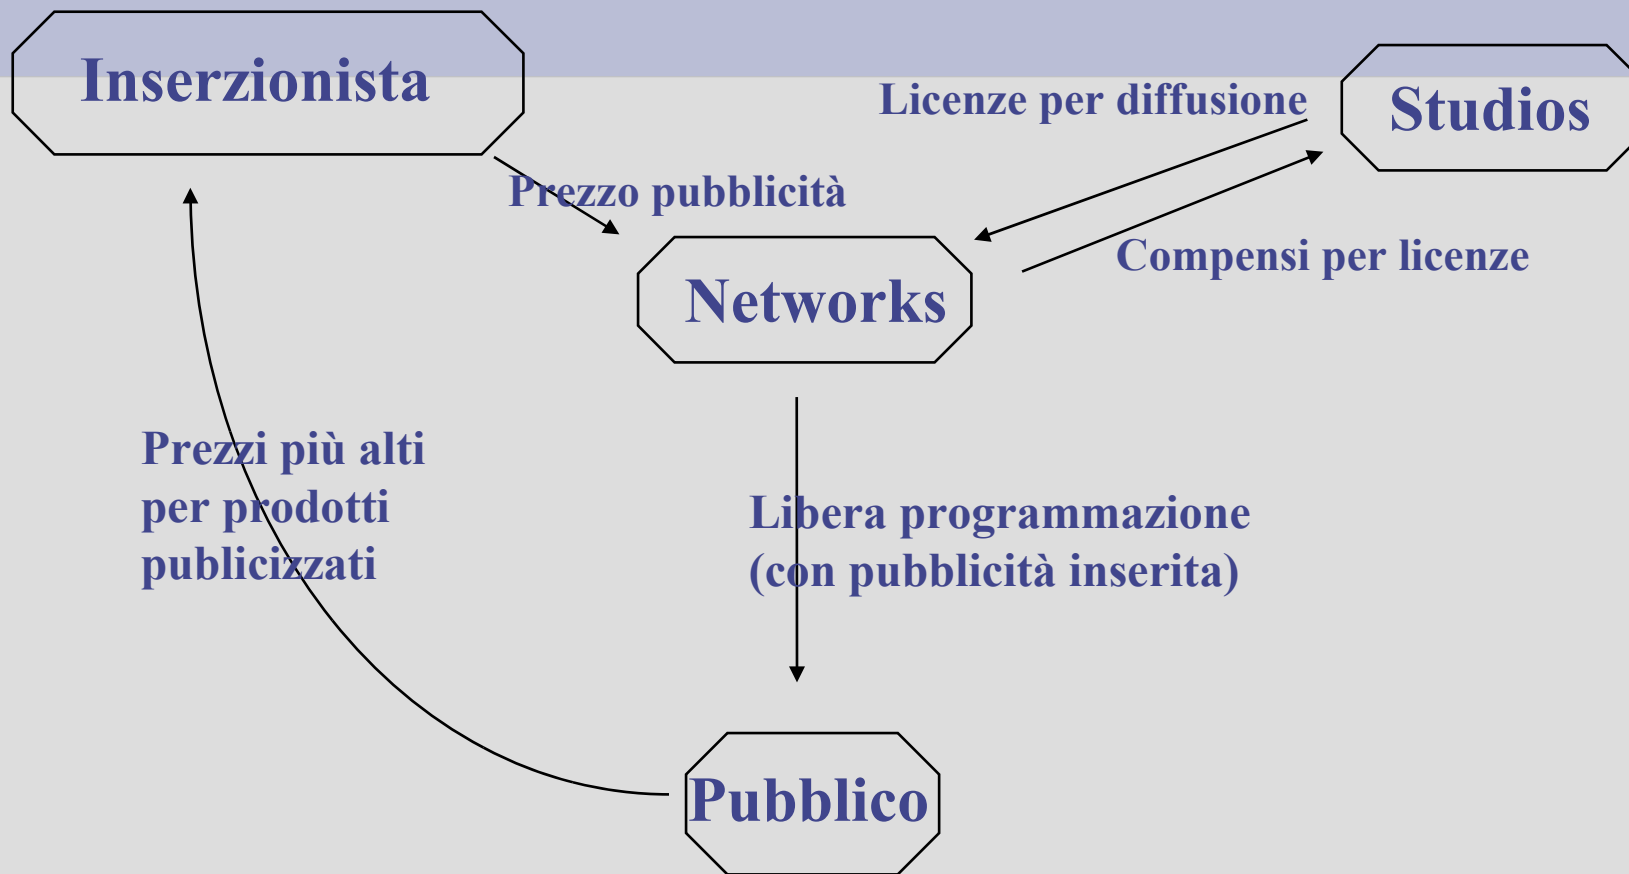 Inserzionista
Licenze per diffusione
Studios
Prezzo pubblicità
Compensi per licenze
Networks
Prezzi più alti
per prodotti
publicizzati
Libera programmazione
(con pubblicità inserita)
Pubblico